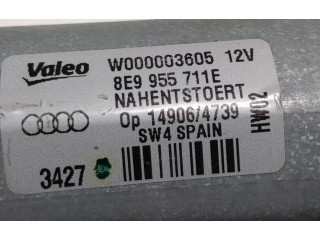 Valeo W000003605 12V
8E9 955 711E
NAHENTSTOERT
Op 14906/4739
SW4 SPAIN
HW02
3427